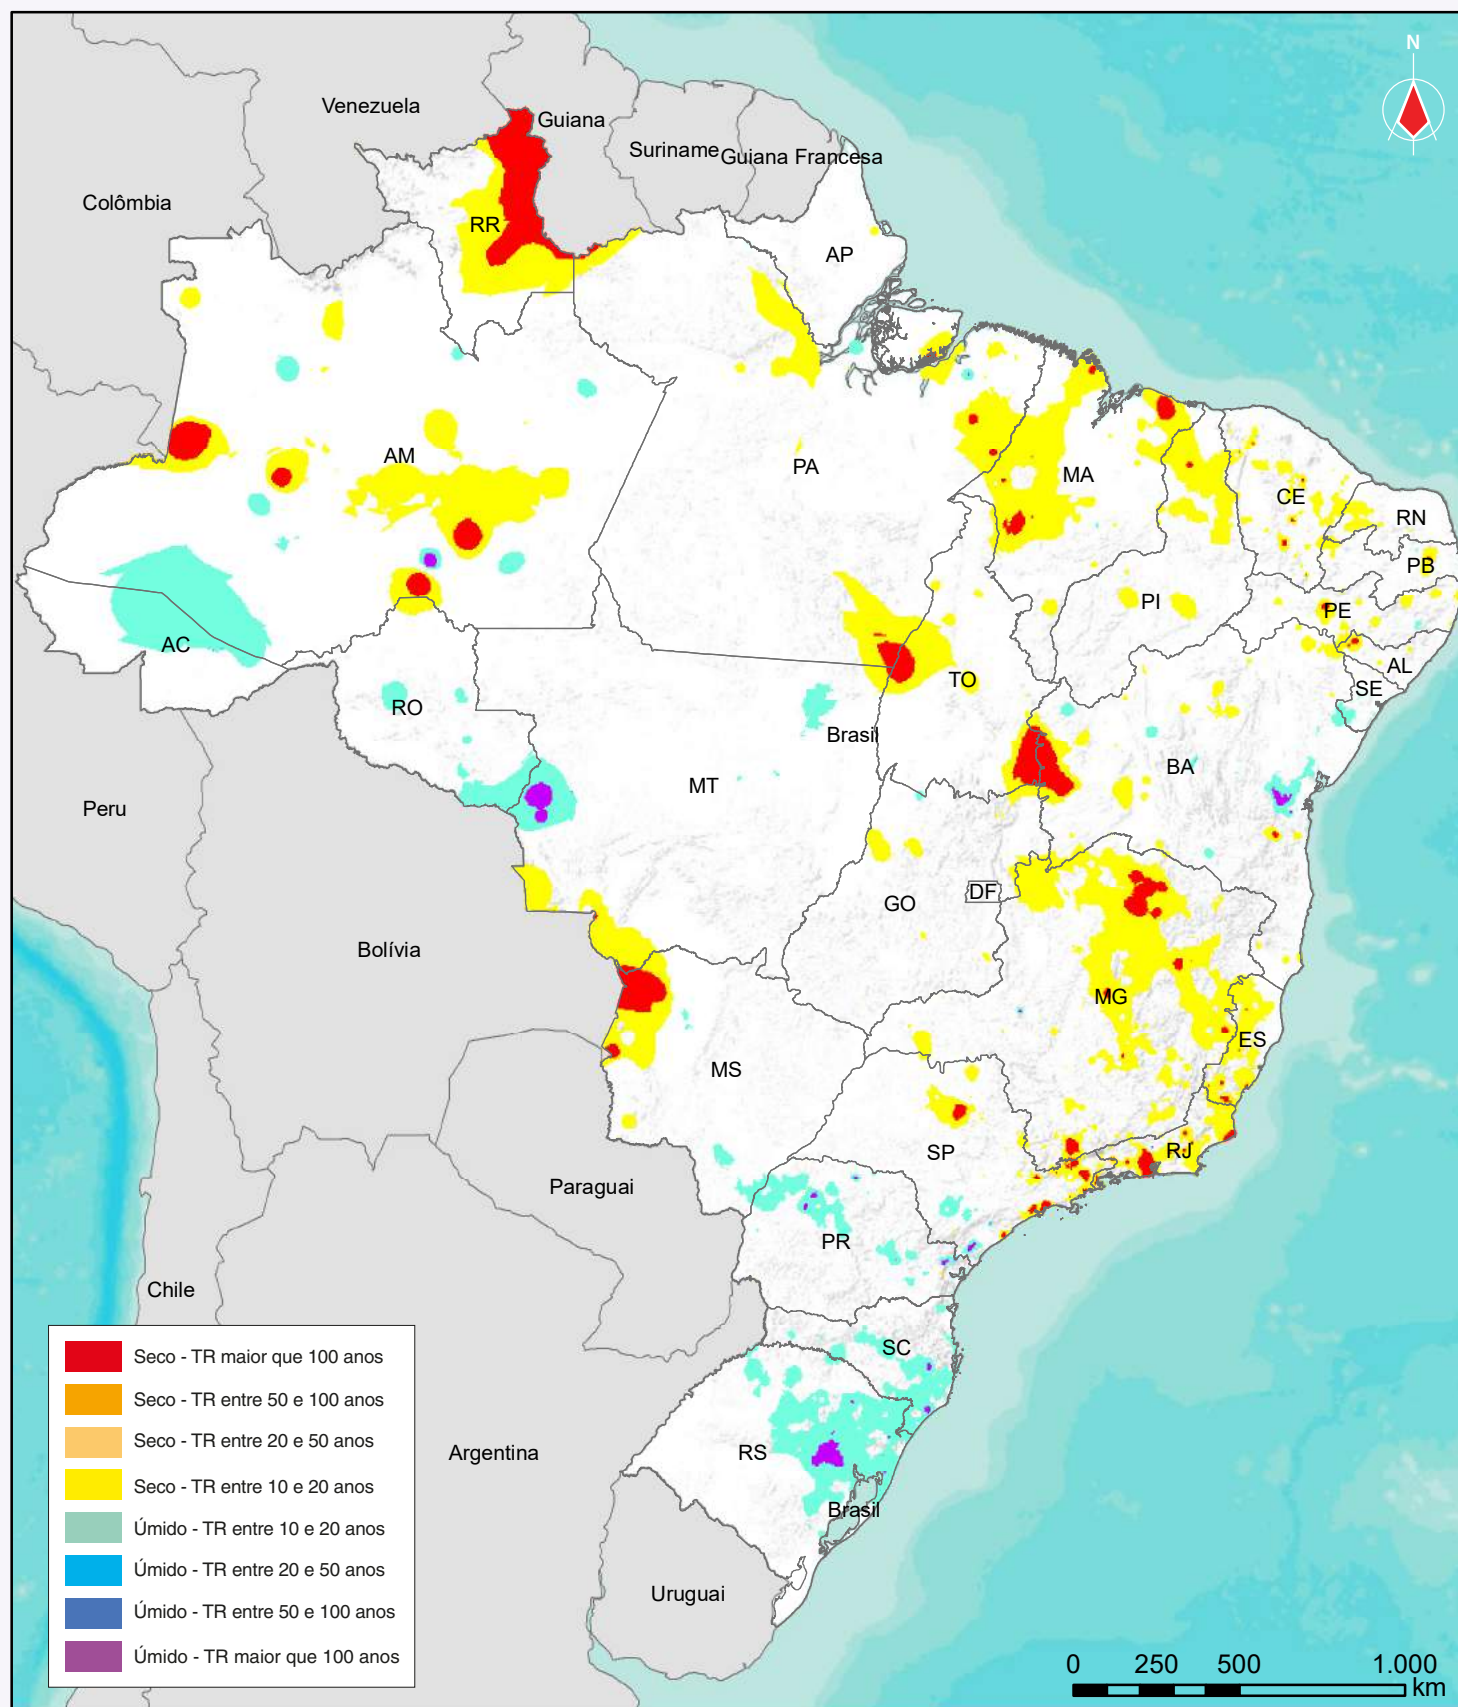 N
Venezuela
Guiana
Suriname
Guiana Francesa
Colômbia
RR
AP
AM
PA
MA
CE
RN
PB
PI
PE
AC
AL
TO
SE
RO
Brasil
BA
MT
Peru
DF
GO
Bolívia
MG
ES
MS
SP
RJ
Paraguai
PR
Chile
SC
RS
Argentina
Brasil
Uruguai
Seco - TR maior que 100 anos
Seco - TR entre 50 e 100 anos
Seco - TR entre 20 e 50 anos
Seco - TR entre 10 e 20 anos
Úmido - TR entre 10 e 20 anos
Úmido - TR entre 20 e 50 anos
Úmido - TR entre 50 e 100 anos
Úmido - TR maior que 100 anos
0 250 500 1.000
km